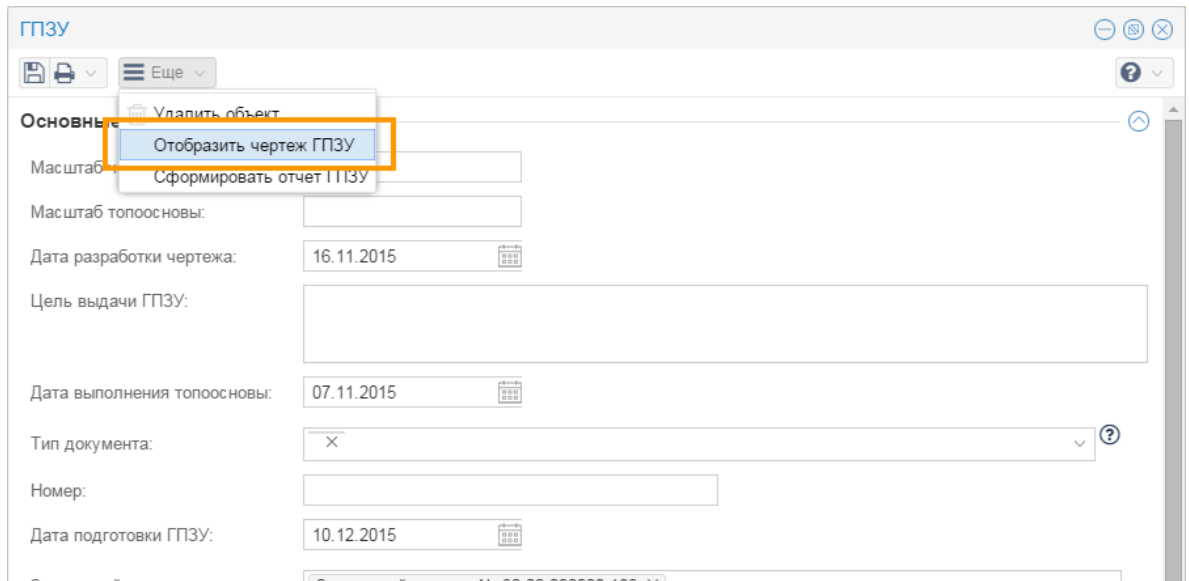 ГПЗУ
Еще
Удалить объект
Основные
Отобразить чертеж ГПЗУ
Масштаб
Сформировать отчет ГПЗУ
Масштаб топоосновы:
Дата разработки чертежа: 16.11.2015
Цель выдачи ГПЗУ:
Дата выполнения топоосновы: 07.11.2015
Тип документа:
Номер:
Дата подготовки ГПЗУ: 10.12.2015